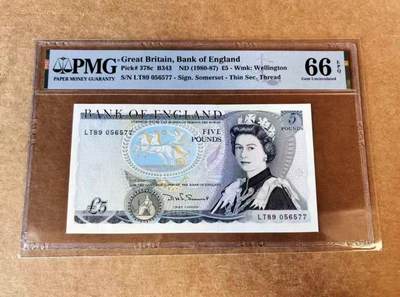 PMG
PAPER MONEY GUARANTY
Great Britain, Bank of England
Pick# 378c B343 ND (1980-87) £5 - Wmk: Wellington
S/N LT89 056577 - Sign. Somerset - Thin Sec. Thread
66 EPQ
Gem Uncirculated
BANK OF ENGLAND
5
POUNDS
LT89 056577
FIVE
POUNDS
£5
LT89 056577